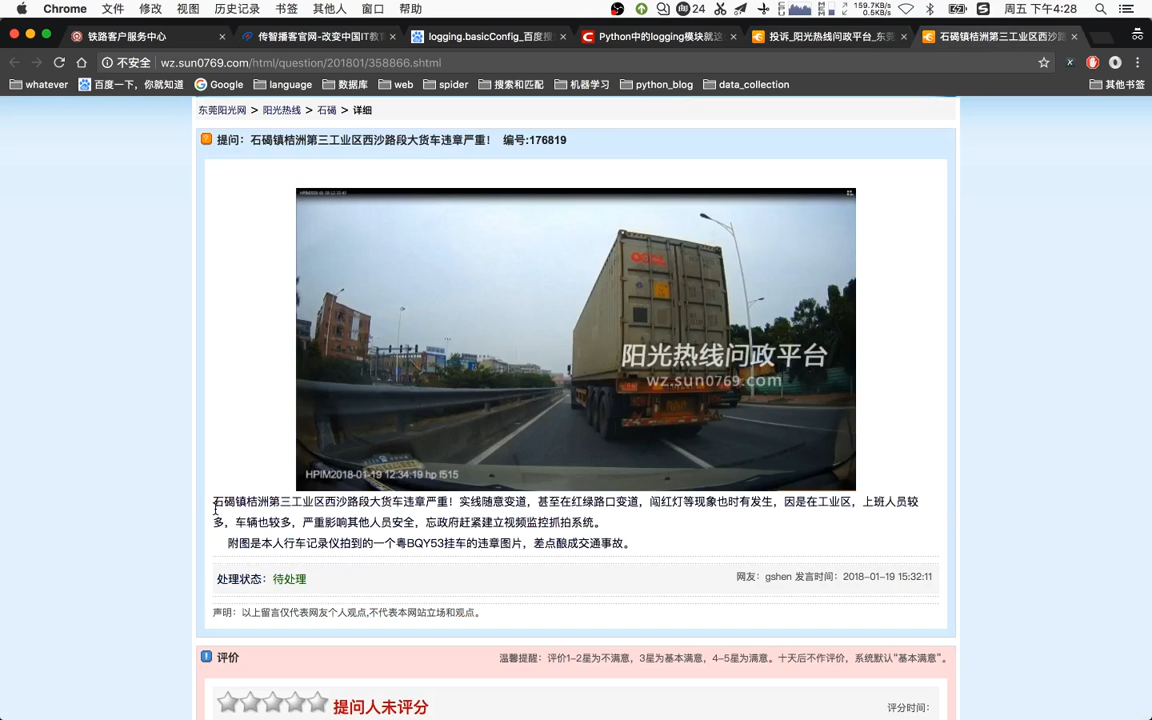 Chrome 文件 修改 视图 历史记录 书签 其他人 窗口 帮助 24 159.7KB/s 0.5KB/s 周五 下午4:28
铁路客户服务中心 传智播客官网-改变中国IT教育 logging.basicConfig_百度搜 Python中的logging模块就这 投诉_阳光热线问政平台_东莞 石碣镇桔洲第三工业区西沙路段
不安全 wz.sun0769.com/html/question/201801/358866.shtml
whatever 百度一下，你就知道 Google language 数据库 web spider 搜索和匹配 机器学习 python_blog data_collection 其他书签
东莞阳光网 > 阳光热线 > 石碣 > 详细
提问：石碣镇桔洲第三工业区西沙路段大货车违章严重！ 编号:176819
阳光热线问政平台
wz.sun0769.com
HPIM2018-01-19 12:34:19 hp f515
石碣镇桔洲第三工业区西沙路段大货车违章严重！实线随意变道，甚至在红绿路口变道，闯红灯等现象也时有发生，因是在工业区，上班人员较
多，车辆也较多，严重影响其他人员安全，忘政府赶紧建立视频监控抓拍系统。
附图是本人行车记录仪拍到的一个粤BQY53挂车的违章图片，差点酿成交通事故。
处理状态：待处理 网友：gshen 发言时间：2018-01-19 15:32:11
声明：以上留言仅代表网友个人观点,不代表本网站立场和观点。
评价 温馨提醒：评价1-2星为不满意，3星为基本满意，4-5星为满意。十天后不作评价，系统默认“基本满意”。
提问人未评分 评分时间：